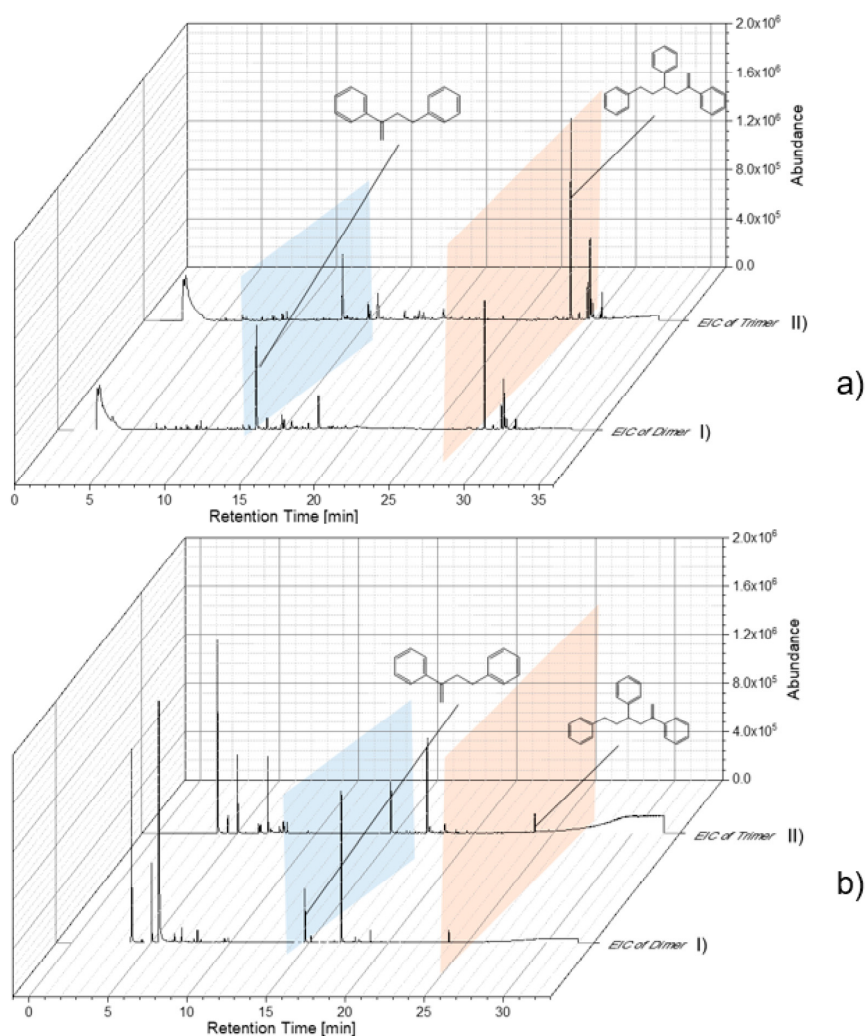 2.0x10⁶
1.6x10⁶
1.2x10⁶
8.0x10⁵
4.0x10⁵
0.0
Abundance
EIC of Trimer II)
EIC of Dimer I)
a)
0 5 10 15 20 25 30 35
Retention Time [min]
2.0x10⁶
1.6x10⁶
1.2x10⁶
8.0x10⁵
4.0x10⁵
0.0
Abundance
EIC of Trimer II)
EIC of Dimer I)
b)
0 5 10 15 20 25 30
Retention Time [min]